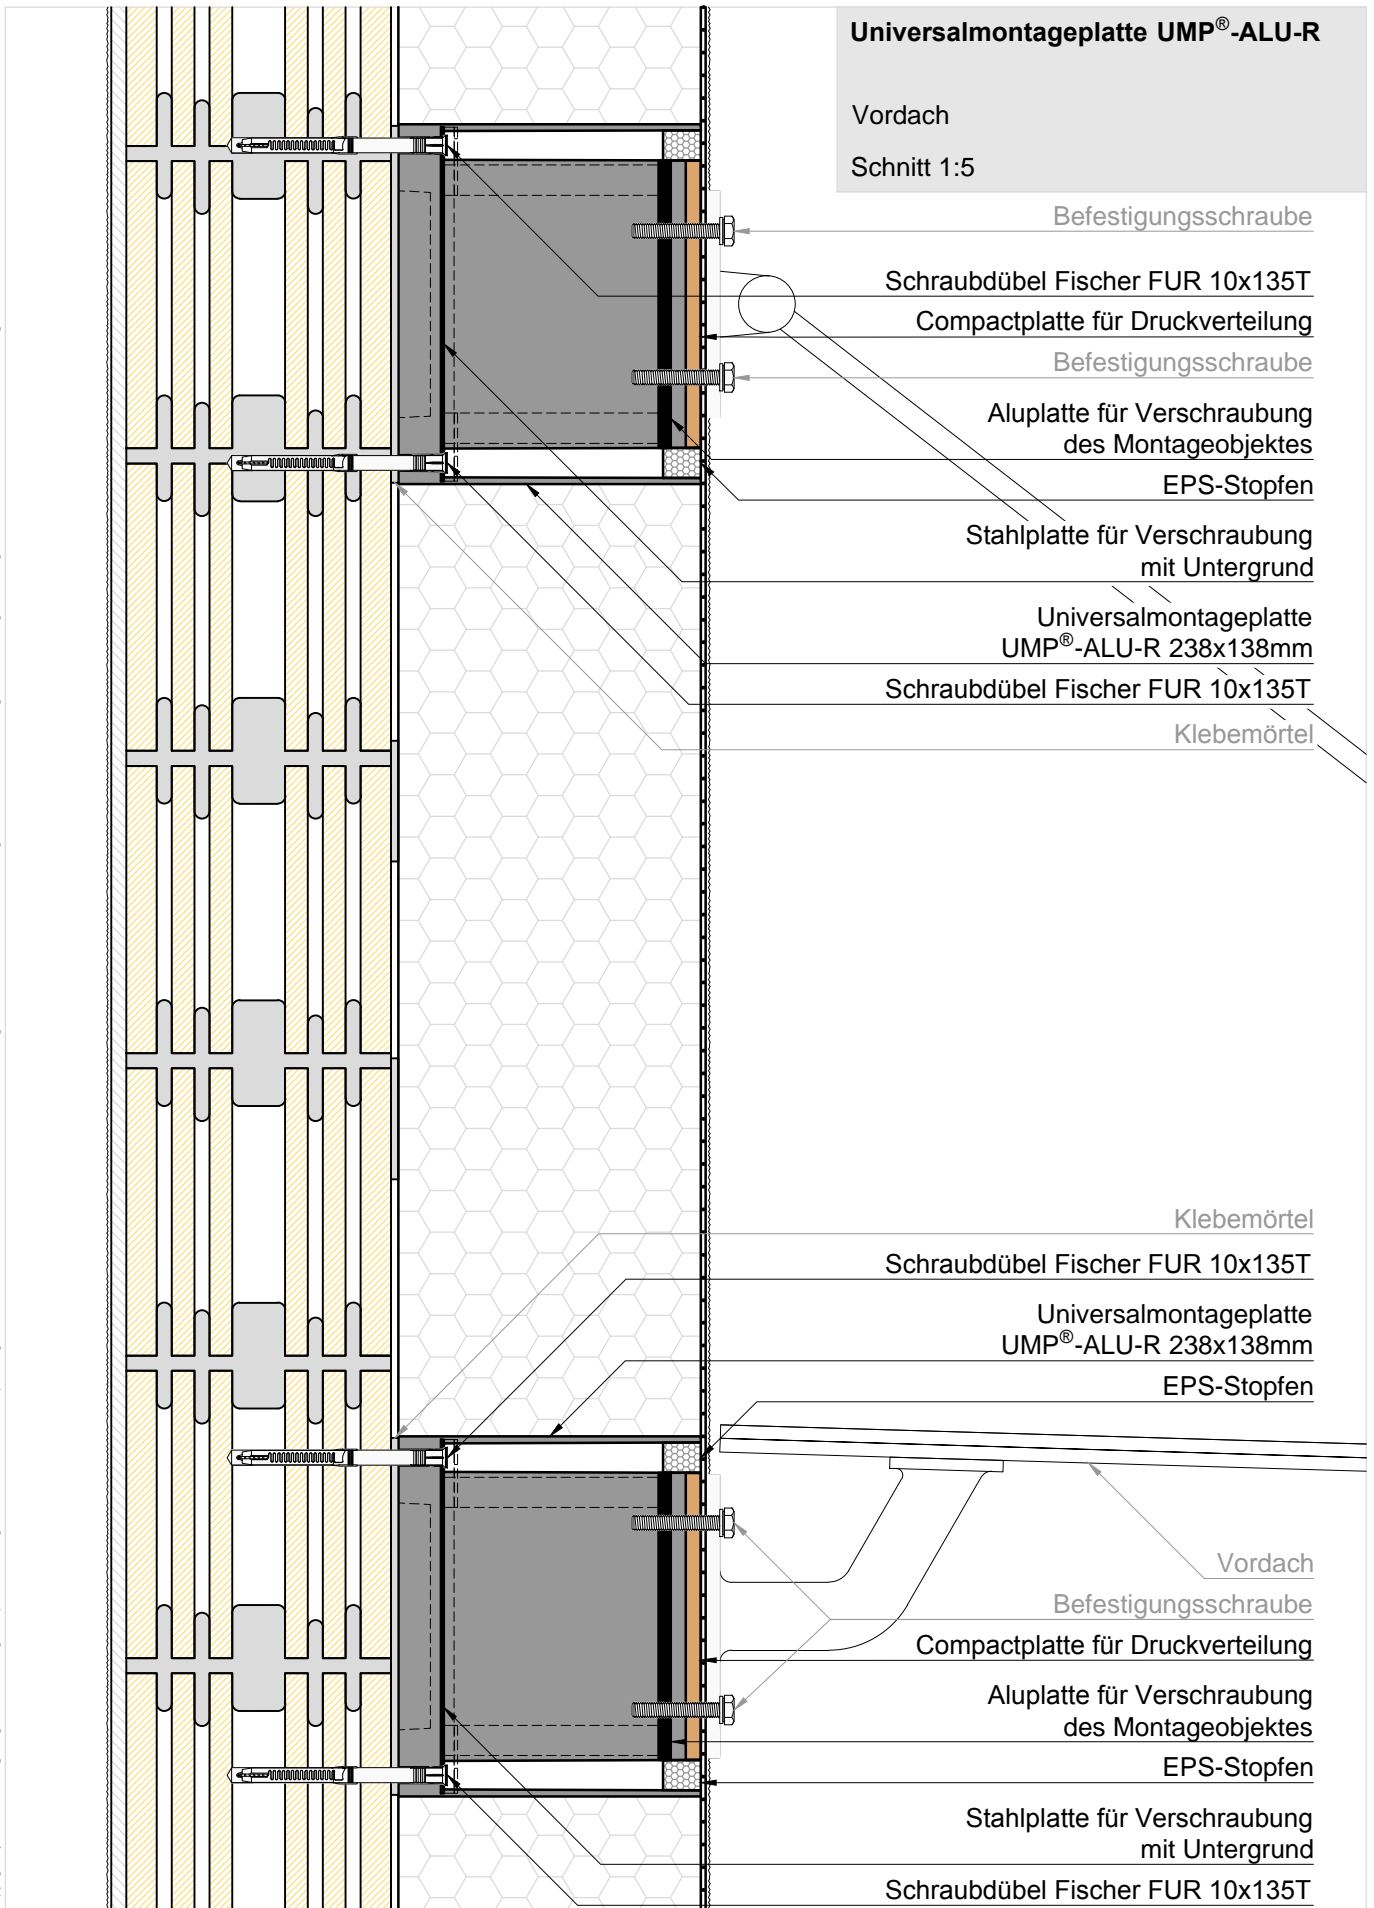 Universalmontageplatte UMP®-ALU-R
Vordach
Schnitt 1:5
Befestigungsschraube
Schraubdübel Fischer FUR 10x135T
Compactplatte für Druckverteilung
Befestigungsschraube
Aluplatte für Verschraubung
des Montageobjektes
EPS-Stopfen
Stahlplatte für Verschraubung
mit Untergrund
Universalmontageplatte
UMP®-ALU-R 238x138mm
Schraubdübel Fischer FUR 10x135T
Klebemörtel
Klebemörtel
Schraubdübel Fischer FUR 10x135T
Universalmontageplatte
UMP®-ALU-R 238x138mm
EPS-Stopfen
Vordach
Befestigungsschraube
Compactplatte für Druckverteilung
Aluplatte für Verschraubung
des Montageobjektes
EPS-Stopfen
Stahlplatte für Verschraubung
mit Untergrund
Schraubdübel Fischer FUR 10x135T